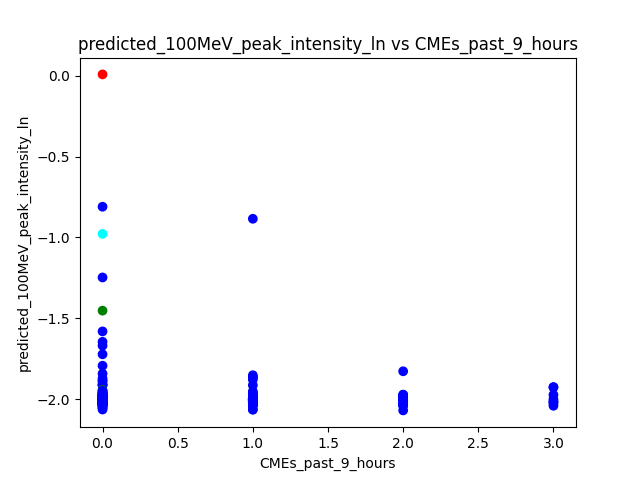 predicted_100MeV_peak_intensity_ln vs CMEs_past_9_hours
predicted_100MeV_peak_intensity_ln
0.0
−0.5
−1.0
−1.5
−2.0
0.0 0.5 1.0 1.5 2.0 2.5 3.0
CMEs_past_9_hours